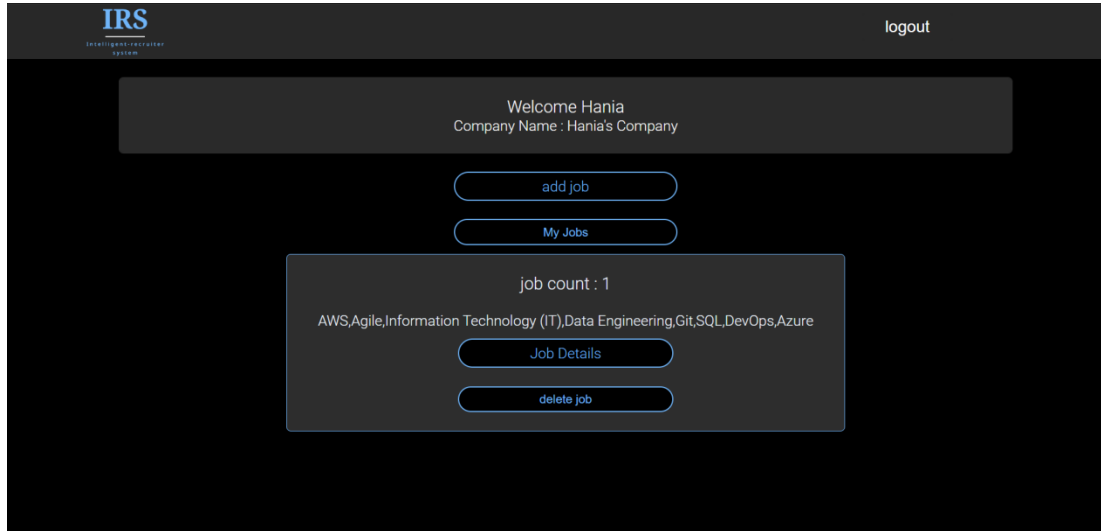 IRS
Intelligent-recruiter
system
logout
Welcome Hania
Company Name : Hania's Company
add job
My Jobs
job count : 1
AWS,Agile,Information Technology (IT),Data Engineering,Git,SQL,DevOps,Azure
Job Details
delete job